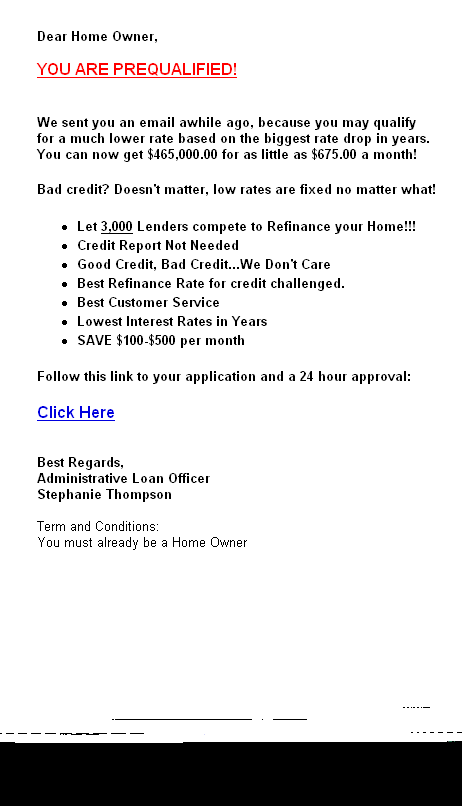 Dear Home Owner,
YOU ARE PREQUALIFIED!
We sent you an email awhile ago, because you may qualify
for a much lower rate based on the biggest rate drop in years.
You can now get $465,000.00 for as little as $675.00 a month!
Bad credit? Doesn't matter, low rates are fixed no matter what!
• Let 3,000 Lenders compete to Refinance your Home!!!
• Credit Report Not Needed
• Good Credit, Bad Credit...We Don't Care
• Best Refinance Rate for credit challenged.
• Best Customer Service
• Lowest Interest Rates in Years
• SAVE $100-$500 per month
Follow this link to your application and a 24 hour approval:
Click Here
Best Regards,
Administrative Loan Officer
Stephanie Thompson
Term and Conditions:
You must already be a Home Owner